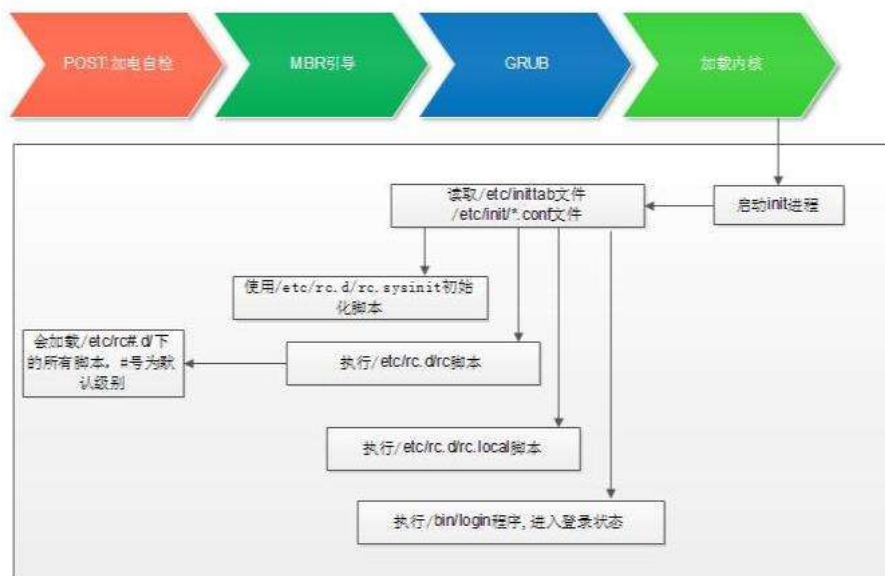 POST:加电自检
MBR引导
GRUB
加载内核
启动init进程
读取/etc/inittab文件
/etc/init/*.conf文件
使用/etc/rc.d/rc.sysinit初始
化脚本
执行/etc/rc.d/rc脚本
会加载/etc/rc#.d/下
的所有脚本，#号为默
认级别
执行/etc/rc.d/rc.local脚本
执行/bin/login程序,进入登录状态